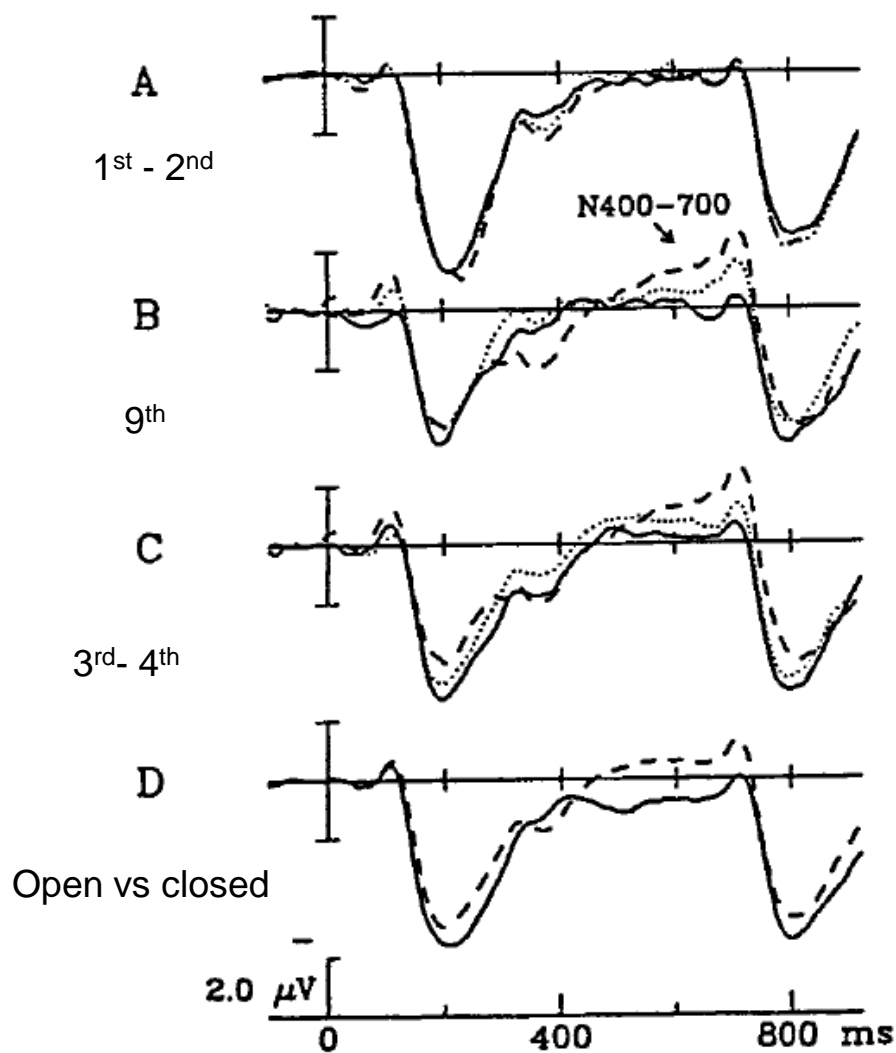 A
1st - 2nd
N400-700
B
9th
C
3rd- 4th
D
Open vs closed
2.0 µV
0 400 800 ms